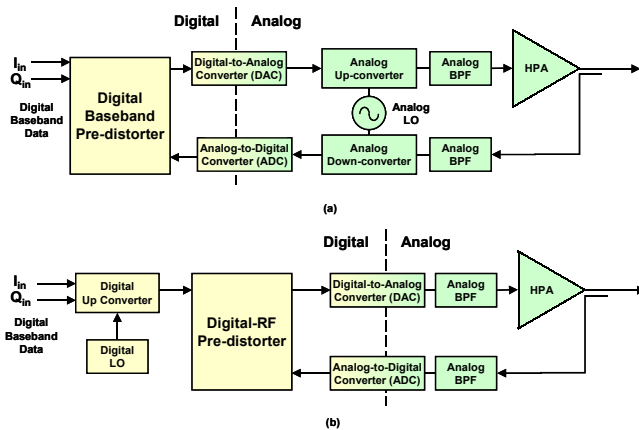 Digital Analog
I_in
Q_in
Digital
Baseband
Data
Digital
Baseband
Pre-distorter
Digital-to-Analog
Converter (DAC)
Analog
Up-converter
Analog
BPF
HPA
Analog
LO
Analog-to-Digital
Converter (ADC)
Analog
Down-converter
Analog
BPF
(a)
Digital Analog
I_in
Q_in
Digital
Baseband
Data
Digital
Up Converter
Digital
LO
Digital-RF
Pre-distorter
Digital-to-Analog
Converter (DAC)
Analog
BPF
HPA
Analog-to-Digital
Converter (ADC)
Analog
BPF
(b)